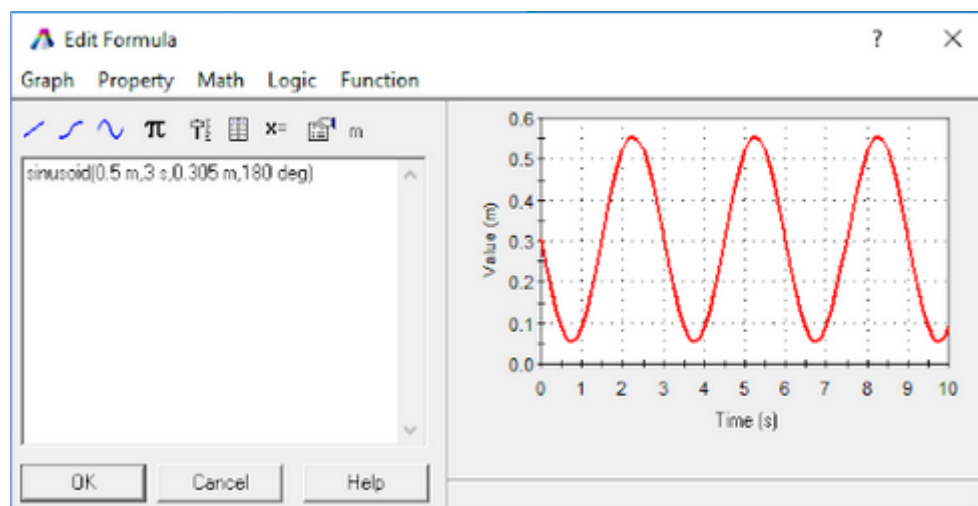 Edit Formula
?
Graph Property Math Logic Function
π x= m
sinusoid(0.5 m,3 s,0.305 m,180 deg)
OK Cancel Help
Value (m)
0.6
0.5
0.4
0.3
0.2
0.1
0.0
0 1 2 3 4 5 6 7 8 9 10
Time (s)